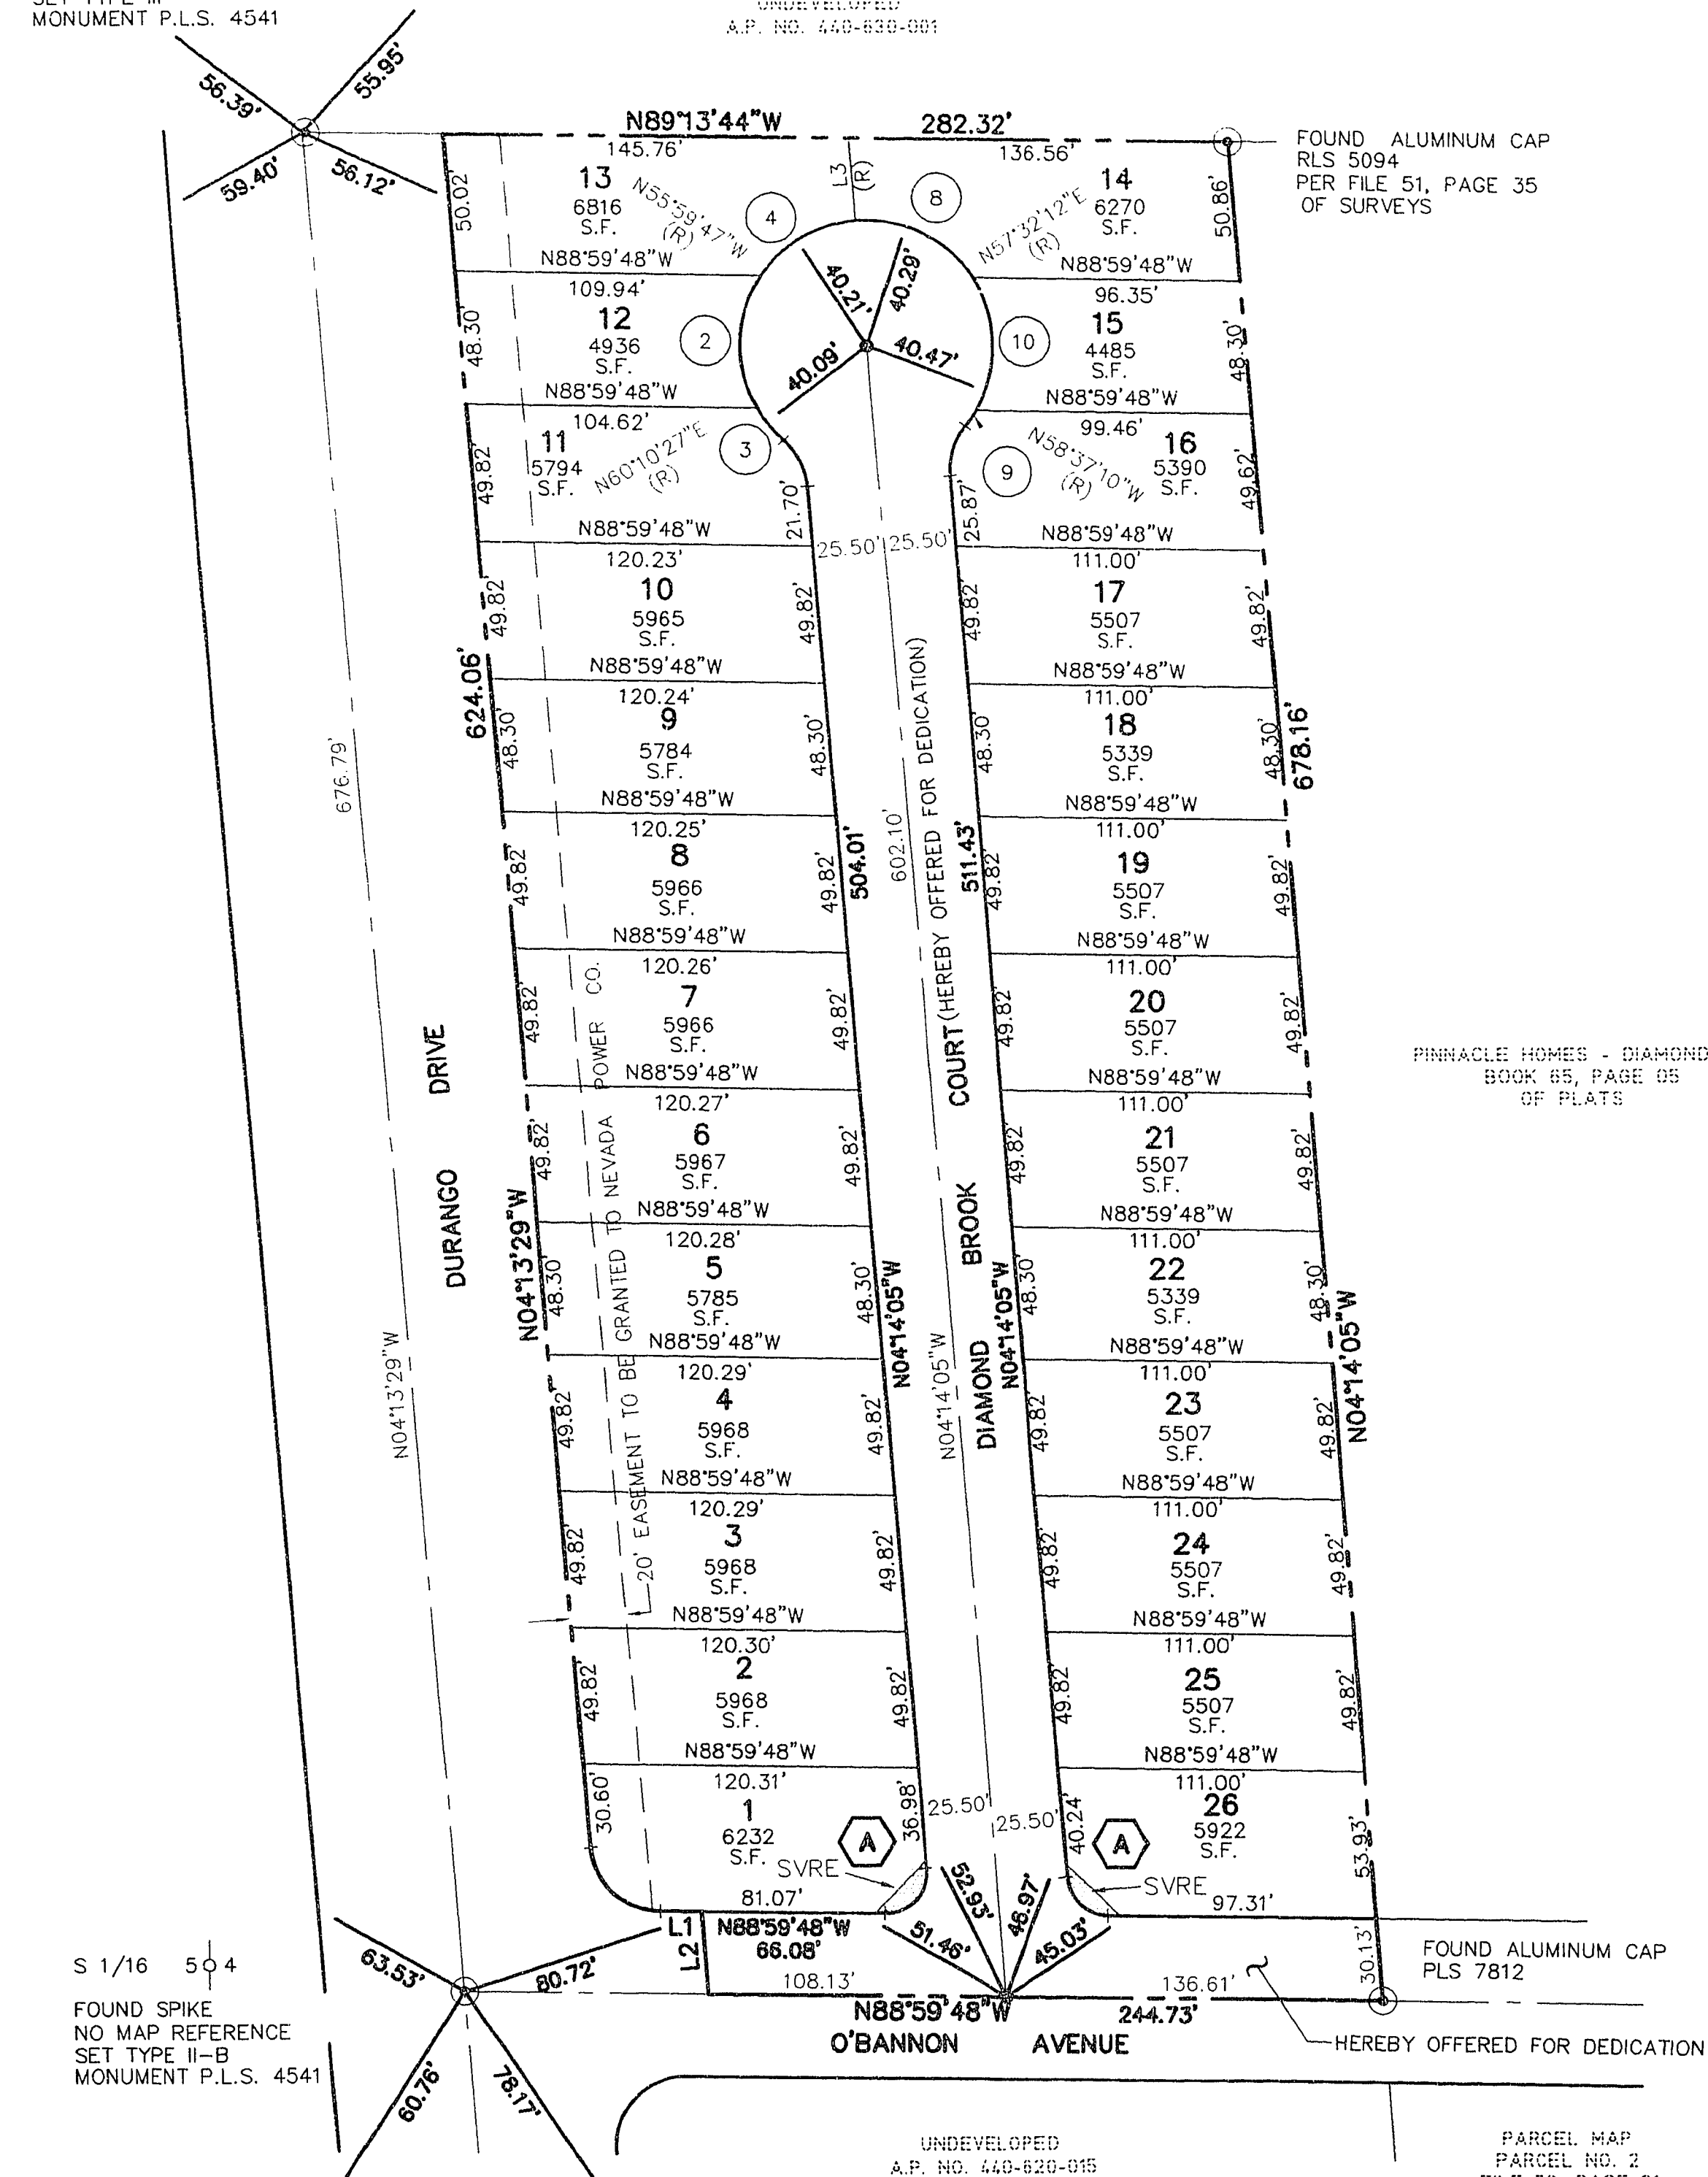 MONUMENT P.L.S. 4541
UNDEVELOPED
A.P. NO. 440-630-001
56.39'
55.95'
59.40'
56.12'
N89°13'44"W 282.32'
145.76'
136.56'
FOUND ALUMINUM CAP
RLS 5094
PER FILE 51, PAGE 35
OF SURVEYS
L3
(R)
50.02'
13
6816
S.F.
N55°59'47"W
(R)
4
8
N57°32'12"E
(R)
14
6270
S.F.
50.86'
N88°59'48"W
109.94'
N88°59'48"W
96.35'
40.21'
40.29'
40.09'
40.47'
48.30'
12
4936
S.F.
2
10
15
4485
S.F.
48.30'
N88°59'48"W
104.62'
N88°59'48"W
99.46'
49.82'
11
5794
S.F.
N60°10'27"E
(R)
3
9
N58°37'10"W
(R)
16
5390
S.F.
49.62'
21.70'
25.87'
N88°59'48"W
120.23'
25.50'
25.50'
N88°59'48"W
111.00'
49.82'
10
5965
S.F.
49.82'
49.82'
17
5507
S.F.
49.82'
N88°59'48"W
120.24'
N88°59'48"W
111.00'
624.06'
48.30'
9
5784
S.F.
48.30'
48.30'
18
5339
S.F.
48.30'
678.16'
676.79'
N88°59'48"W
120.25'
N88°59'48"W
111.00'
49.82'
8
5966
S.F.
49.82'
504.01'
602.10'
511.43'
49.82'
19
5507
S.F.
49.82'
N88°59'48"W
120.26'
N88°59'48"W
111.00'
49.82'
7
5966
S.F.
49.82'
49.82'
20
5507
S.F.
49.82'
PINNACLE HOMES - DIAMOND
BOOK 65, PAGE 05
OF PLATS
N88°59'48"W
120.27'
N88°59'48"W
111.00'
DURANGO DRIVE
20' EASEMENT TO BE GRANTED TO NEVADA POWER CO.
DIAMOND BROOK COURT (HEREBY OFFERED FOR DEDICATION)
49.82'
6
5967
S.F.
49.82'
49.82'
21
5507
S.F.
49.82'
N88°59'48"W
120.28'
N88°59'48"W
111.00'
N04°13'29"W
48.30'
5
5785
S.F.
48.30'
N04°14'05"W
N04°14'05"W
48.30'
22
5339
S.F.
48.30'
N04°14'05"W
N88°59'48"W
120.29'
N88°59'48"W
111.00'
N04°13'29"W
49.82'
4
5968
S.F.
49.82'
N04°14'05"W
49.82'
23
5507
S.F.
49.82'
N88°59'48"W
120.29'
N88°59'48"W
111.00'
49.82'
3
5968
S.F.
49.82'
49.82'
24
5507
S.F.
49.82'
N88°59'48"W
120.30'
N88°59'48"W
111.00'
49.82'
2
5968
S.F.
49.82'
49.82'
25
5507
S.F.
49.82'
N88°59'48"W
120.31'
N88°59'48"W
111.00'
30.60'
1
6232
S.F.
A
36.98'
25.50'
25.50'
40.24'
A
26
5922
S.F.
53.93'
SVRE
SVRE
81.07'
97.31'
52.93'
46.97'
51.46'
45.03'
L1
N88°59'48"W
66.08'
L2
108.13'
136.61'
30.13'
N88°59'48"W
244.73'
O'BANNON AVENUE
FOUND ALUMINUM CAP
PLS 7812
HEREBY OFFERED FOR DEDICATION
S 1/16 5 4
FOUND SPIKE
NO MAP REFERENCE
SET TYPE II-B
MONUMENT P.L.S. 4541
63.53'
80.72'
60.76'
78.17'
UNDEVELOPED
A.P. NO. 440-620-015
PARCEL MAP
PARCEL NO. 2